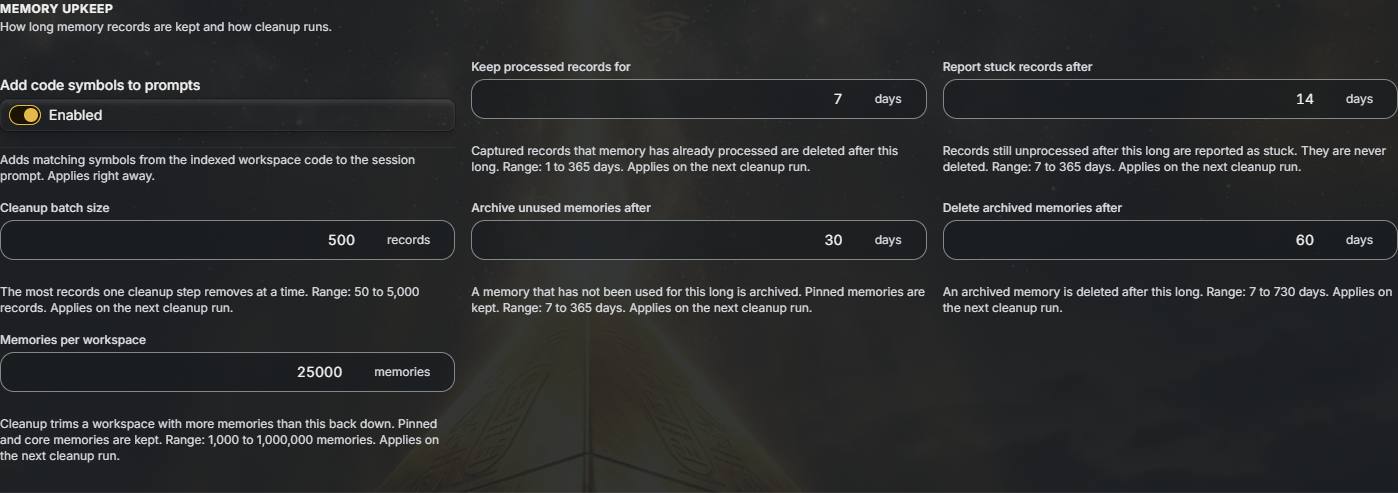 MEMORY UPKEEP
How long memory records are kept and how cleanup runs.
Add code symbols to prompts
Enabled
Adds matching symbols from the indexed workspace code to the session
prompt. Applies right away.
Keep processed records for
7 days
Captured records that memory has already processed are deleted after this
long. Range: 1 to 365 days. Applies on the next cleanup run.
Report stuck records after
14 days
Records still unprocessed after this long are reported as stuck. They are never
deleted. Range: 7 to 365 days. Applies on the next cleanup run.
Cleanup batch size
500 records
The most records one cleanup step removes at a time. Range: 50 to 5,000
records. Applies on the next cleanup run.
Archive unused memories after
30 days
A memory that has not been used for this long is archived. Pinned memories are
kept. Range: 7 to 365 days. Applies on the next cleanup run.
Delete archived memories after
60 days
An archived memory is deleted after this long. Range: 7 to 730 days. Applies on
the next cleanup run.
Memories per workspace
25000 memories
Cleanup trims a workspace with more memories than this back down. Pinned
and core memories are kept. Range: 1,000 to 1,000,000 memories. Applies on
the next cleanup run.